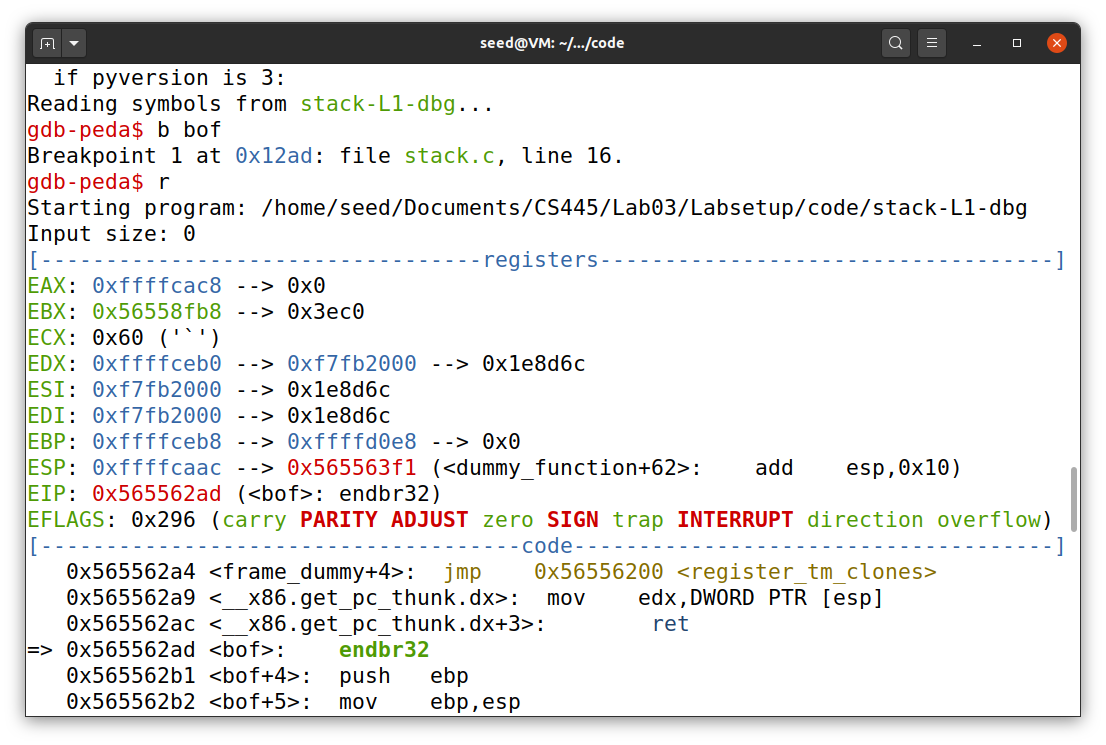 seed@VM: ~/.../code
  if pyversion is 3:
Reading symbols from stack-L1-dbg...
gdb-peda$ b bof
Breakpoint 1 at 0x12ad: file stack.c, line 16.
gdb-peda$ r
Starting program: /home/seed/Documents/CS445/Lab03/Labsetup/code/stack-L1-dbg
Input size: 0
[----------------------------------registers-----------------------------------]
EAX: 0xffffcac8 --> 0x0
EBX: 0x56558fb8 --> 0x3ec0
ECX: 0x60 ('`')
EDX: 0xffffceb0 --> 0xf7fb2000 --> 0x1e8d6c
ESI: 0xf7fb2000 --> 0x1e8d6c
EDI: 0xf7fb2000 --> 0x1e8d6c
EBP: 0xffffceb8 --> 0xffffd0e8 --> 0x0
ESP: 0xffffcaac --> 0x565563f1 (<dummy_function+62>:    add    esp,0x10)
EIP: 0x565562ad (<bof>: endbr32)
EFLAGS: 0x296 (carry PARITY ADJUST zero SIGN trap INTERRUPT direction overflow)
[-------------------------------------code-------------------------------------]
   0x565562a4 <frame_dummy+4>:  jmp    0x56556200 <register_tm_clones>
   0x565562a9 <__x86.get_pc_thunk.dx>:  mov    edx,DWORD PTR [esp]
   0x565562ac <__x86.get_pc_thunk.dx+3>:        ret
=> 0x565562ad <bof>:    endbr32
   0x565562b1 <bof+4>:  push   ebp
   0x565562b2 <bof+5>:  mov    ebp,esp